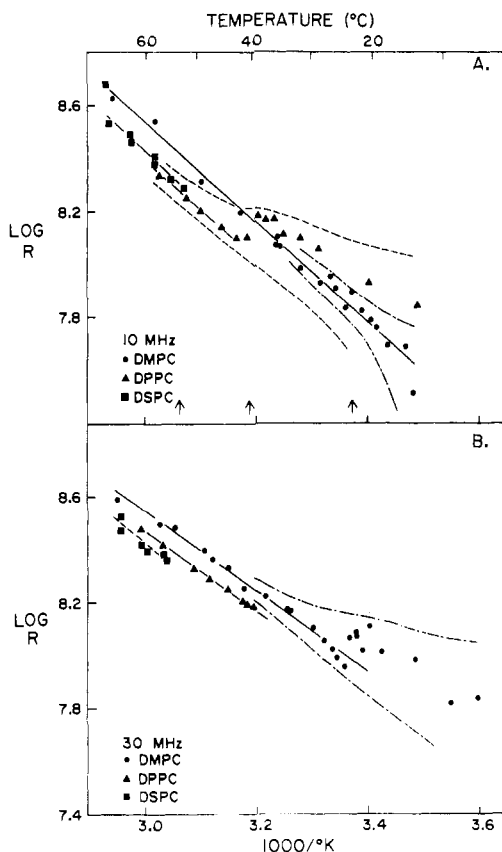 TEMPERATURE (°C)
60 40 20
A.
8.6
8.2
7.8
LOG
R
10 MHz
● DMPC
▲ DPPC
■ DSPC
B.
8.6
8.2
7.8
7.4
LOG
R
30 MHz
● DMPC
▲ DPPC
■ DSPC
3.0 3.2 3.4 3.6
1000/°K